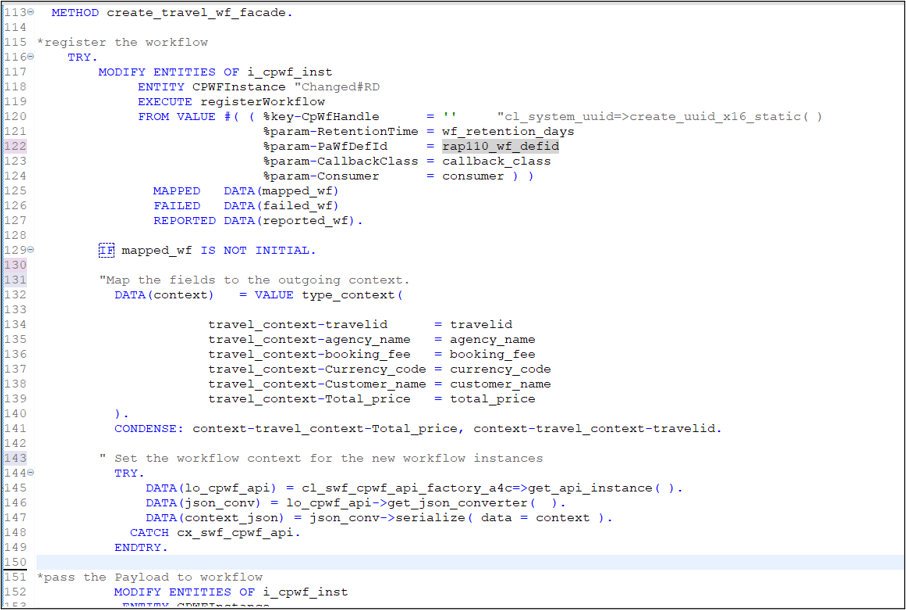 113 METHOD create_travel_wf_facade.
114
115 *register the workflow
116 TRY.
117 MODIFY ENTITIES OF i_cpwf_inst
118 ENTITY CPWFInstance "Changed#RD
119 EXECUTE registerWorkflow
120 FROM VALUE #( ( %key-CpWfHandle = '' "cl_system_uuid=>create_uuid_x16_static( )
121 %param-RetentionTime = wf_retention_days
122 %param-PaWfDefId = rap110_wf_defid
123 %param-CallbackClass = callback_class
124 %param-Consumer = consumer ) )
125 MAPPED DATA(mapped_wf)
126 FAILED DATA(failed_wf)
127 REPORTED DATA(reported_wf).
128
129 IF mapped_wf IS NOT INITIAL.
130
131 "Map the fields to the outgoing context.
132 DATA(context) = VALUE type_context(
133
134 travel_context-travelid = travelid
135 travel_context-agency_name = agency_name
136 travel_context-booking_fee = booking_fee
137 travel_context-Currency_code = currency_code
138 travel_context-Customer_name = customer_name
139 travel_context-Total_price = total_price
140 ).
141 CONDENSE: context-travel_context-Total_price, context-travel_context-travelid.
142
143 " Set the workflow context for the new workflow instances
144 TRY.
145 DATA(lo_cpwf_api) = cl_swf_cpwf_api_factory_a4c=>get_api_instance( ).
146 DATA(json_conv) = lo_cpwf_api->get_json_converter( ).
147 DATA(context_json) = json_conv->serialize( data = context ).
148 CATCH cx_swf_cpwf_api.
149 ENDTRY.
150
151 *pass the Payload to workflow
152 MODIFY ENTITIES OF i_cpwf_inst
153 ENTITY CPWFInstance